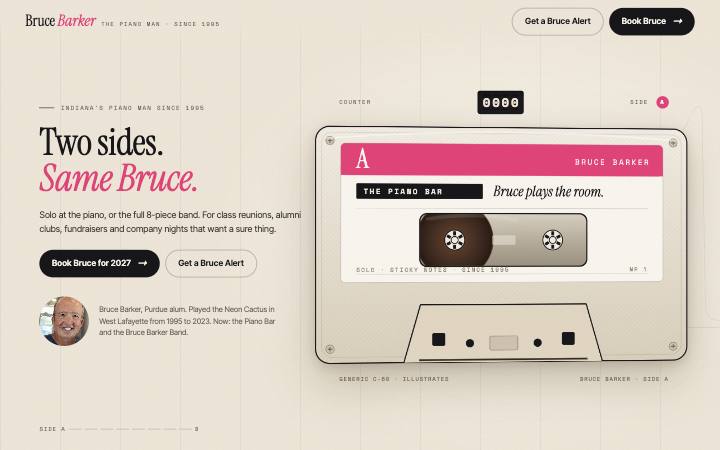 Bruce Barker THE PIANO MAN · SINCE 1995
Get a Bruce Alert
Book Bruce →
INDIANA'S PIANO MAN SINCE 1995
Two sides.
Same Bruce.
Solo at the piano, or the full 8-piece band. For class reunions, alumni
clubs, fundraisers and company nights that want a sure thing.
Book Bruce for 2027 →
Get a Bruce Alert
Bruce Barker, Purdue alum. Played the Neon Cactus in
West Lafayette from 1995 to 2023. Now: the Piano Bar
and the Bruce Barker Band.
SIDE A
B
COUNTER
0000
SIDE A
A
BRUCE BARKER
THE PIANO BAR
Bruce plays the room.
SOLO · STICKY NOTES · SINCE 1995
NR 1
GENERIC C-60 · ILLUSTRATES
BRUCE BARKER · SIDE A